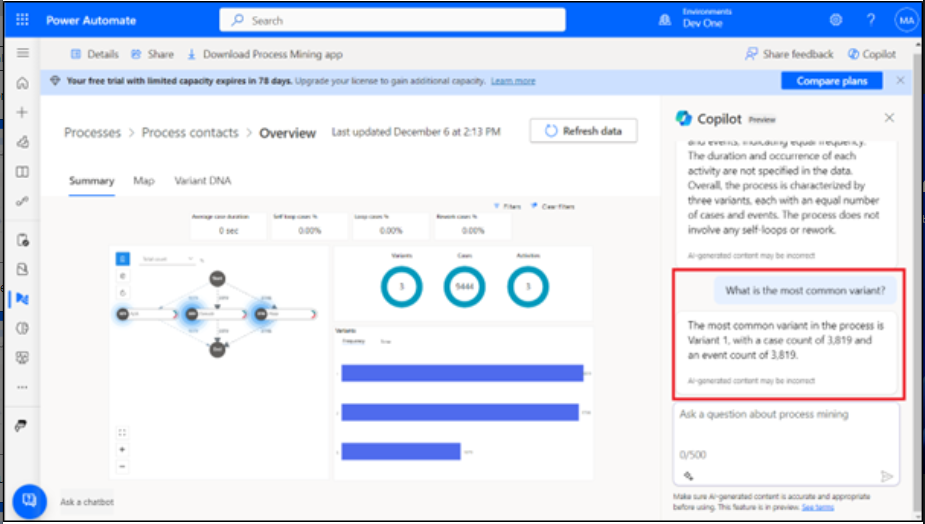 Power Automate
Search
Environments
Dev One
MA
Details
Share
Download Process Mining app
Share feedback
Copilot
Your free trial with limited capacity expires in 78 days. Upgrade your license to gain additional capacity. Learn more
Compare plans
Processes > Process contacts > Overview
Last updated December 6 at 2:13 PM
Refresh data
Summary
Map
Variant DNA
Filters
Clear filters
Average case duration
0 sec
Self loop cases %
0.00%
Loop cases %
0.00%
Rework cases %
0.00%
Total count
Start
End
Variants
3
Cases
9444
Activities
3
Variants
Frequency
Time
Ask a chatbot
Copilot Preview
and events, indicating equal frequency.
The duration and occurrence of each
activity are not specified in the data.
Overall, the process is characterized by
three variants, each with an equal number
of cases and events. The process does not
involve any self-loops or rework.
AI-generated content may be incorrect
What is the most common variant?
The most common variant in the process is
Variant 1, with a case count of 3,819 and
an event count of 3,819.
AI-generated content may be incorrect
Ask a question about process mining
0/500
Make sure AI-generated content is accurate and appropriate
before using. This feature is in preview. See terms